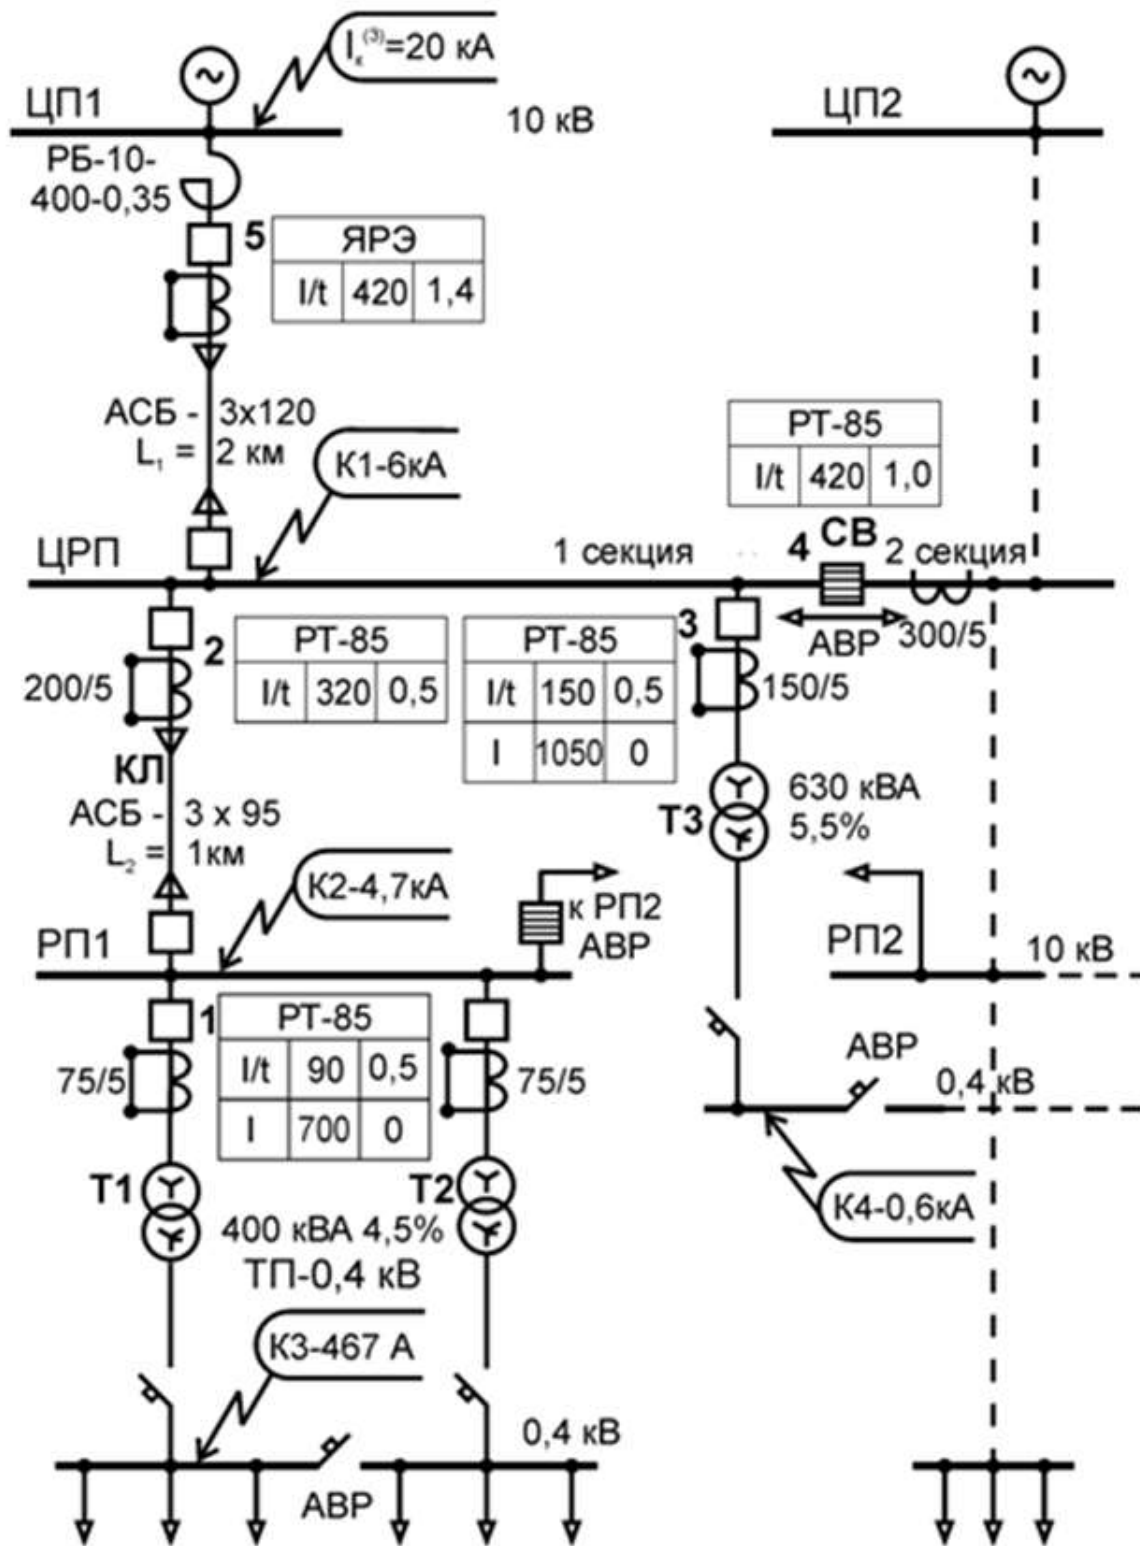 I к (3) =20 кА
ЦП1
10 кВ
ЦП2
РБ-10-
400-0,35
5
ЯРЭ
I/t 420 1,4
АСБ - 3х120
L₁ = 2 км
К1-6кА
РТ-85
I/t 420 1,0
ЦРП
1 секция
4
СВ
2 секция
АВР
300/5
2
200/5
РТ-85
I/t 320 0,5
РТ-85
I/t 150 0,5
I 1050 0
3
150/5
КЛ
АСБ - 3 х 95
L₂ = 1км
Т3
630 кВА
5,5%
К2-4,7кА
РП1
к РП2
АВР
РП2
10 кВ
1
РТ-85
I/t 90 0,5
I 700 0
75/5
75/5
АВР
0,4 кВ
Т1
Т2
400 кВА 4,5%
ТП-0,4 кВ
К4-0,6кА
К3-467 А
0,4 кВ
АВР